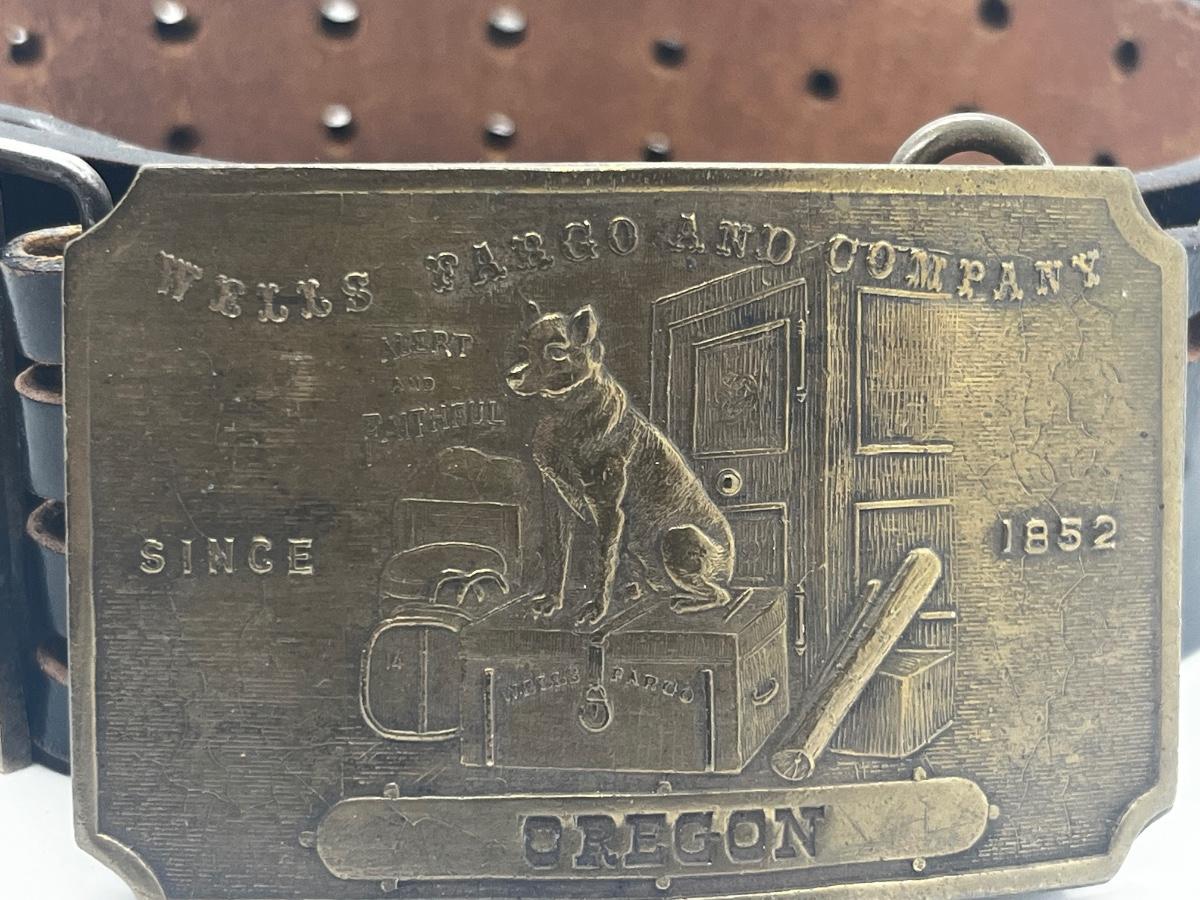 WELLS FARGO AND COMPANY
ALERT
AND
FAITHFUL
SINCE
1852
14
WELLS FARGO
OREGON